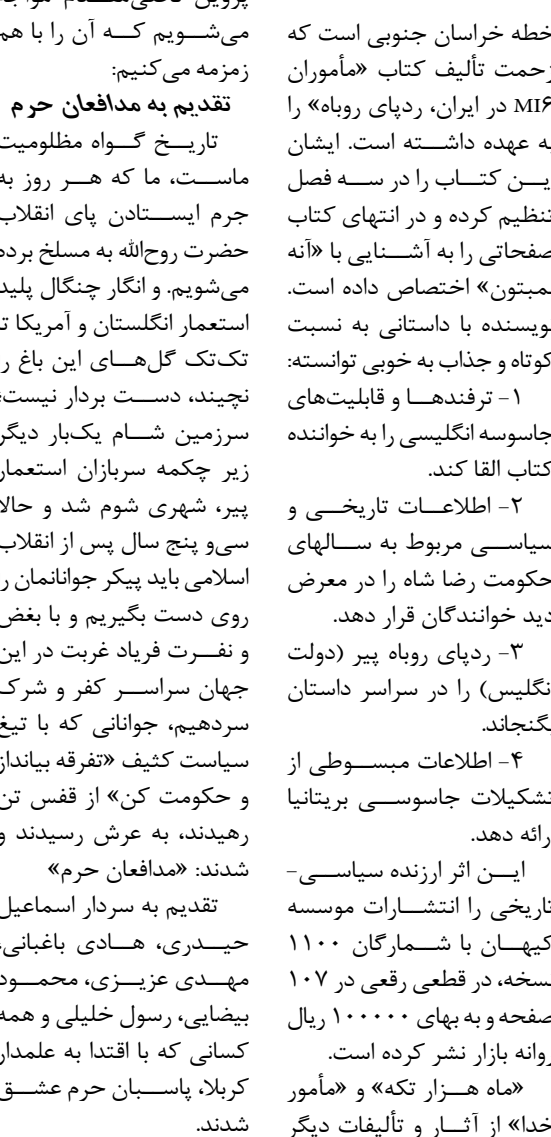 خطه خراسان جنوبی است که
زحمت تألیف کتاب «مأموران
MI۶ در ایران، ردپای روباه» را
به عهده داشته است. ایشان
این کتاب را در سه فصل
تنظیم کرده و در انتهای کتاب
صفحاتی را به آشنایی با «آنه
لمبتون» اختصاص داده است.
نویسنده با داستانی به نسبت
کوتاه و جذاب به خوبی توانسته:
۱- ترفندها و قابلیت‌های
جاسوسه انگلیسی را به خواننده
کتاب القا کند.
۲- اطلاعات تاریخی و
سیاسی مربوط به سالهای
حکومت رضا شاه را در معرض
دید خوانندگان قرار دهد.
۳- ردپای روباه پیر (دولت
انگلیس) را در سراسر داستان
بگنجاند.
۴- اطلاعات مبسوطی از
تشکیلات جاسوسی بریتانیا
ارائه دهد.
این اثر ارزنده سیاسی-
تاریخی را انتشارات موسسه
کیهان با شمارگان ۱۱۰۰
نسخه، در قطعی رقعی در ۱۰۷
صفحه و به بهای ۱۰۰۰۰۰ ریال
روانه بازار نشر کرده است.
«ماه هزار تکه» و «مأمور
خدا» از آثار و تألیفات دیگر
می‌شویم که آن را با هم
زمزمه می‌کنیم:
تقدیم به مدافعان حرم
تاریخ گواه مظلومیت
ماست، ما که هر روز به
جرم ایستادن پای انقلاب
حضرت روح‌الله به مسلخ برده
می‌شویم. و انگار چنگال پلید
استعمار انگلستان و آمریکا تا
تک‌تک گل‌های این باغ را
نچیند، دست بردار نیست؛
سرزمین شام یک‌بار دیگر
زیر چکمه سربازان استعمار
پیر، شهری شوم شد و حالا
سی‌و پنج سال پس از انقلاب
اسلامی باید پیکر جوانانمان را
روی دست بگیریم و با بغض
و نفرت فریاد غربت در این
جهان سراسر کفر و شرک
سردهیم، جوانانی که با تیغ
سیاست کثیف «تفرقه بیانداز
و حکومت کن» از قفس تن
رهیدند، به عرش رسیدند و
شدند: «مدافعان حرم»
تقدیم به سردار اسماعیل
حیدری، هادی باغبانی،
مهدی عزیزی، محمود
بیضایی، رسول خلیلی و همه
کسانی که با اقتدا به علمدار
کربلا، پاسبان حرم عشق
شدند.